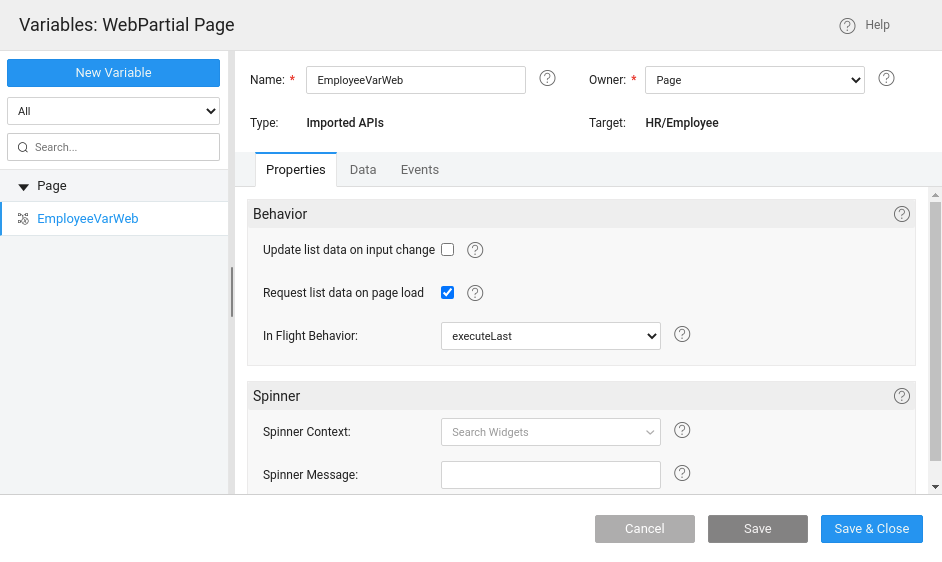 Variables: WebPartial Page
Help
New Variable
All
Search...
Page
EmployeeVarWeb
Name: * EmployeeVarWeb
Owner: * Page
Type: Imported APIs
Target: HR/Employee
Properties Data Events
Behavior
Update list data on input change
Request list data on page load
In Flight Behavior: executeLast
Spinner
Spinner Context: Search Widgets
Spinner Message:
Cancel Save Save & Close